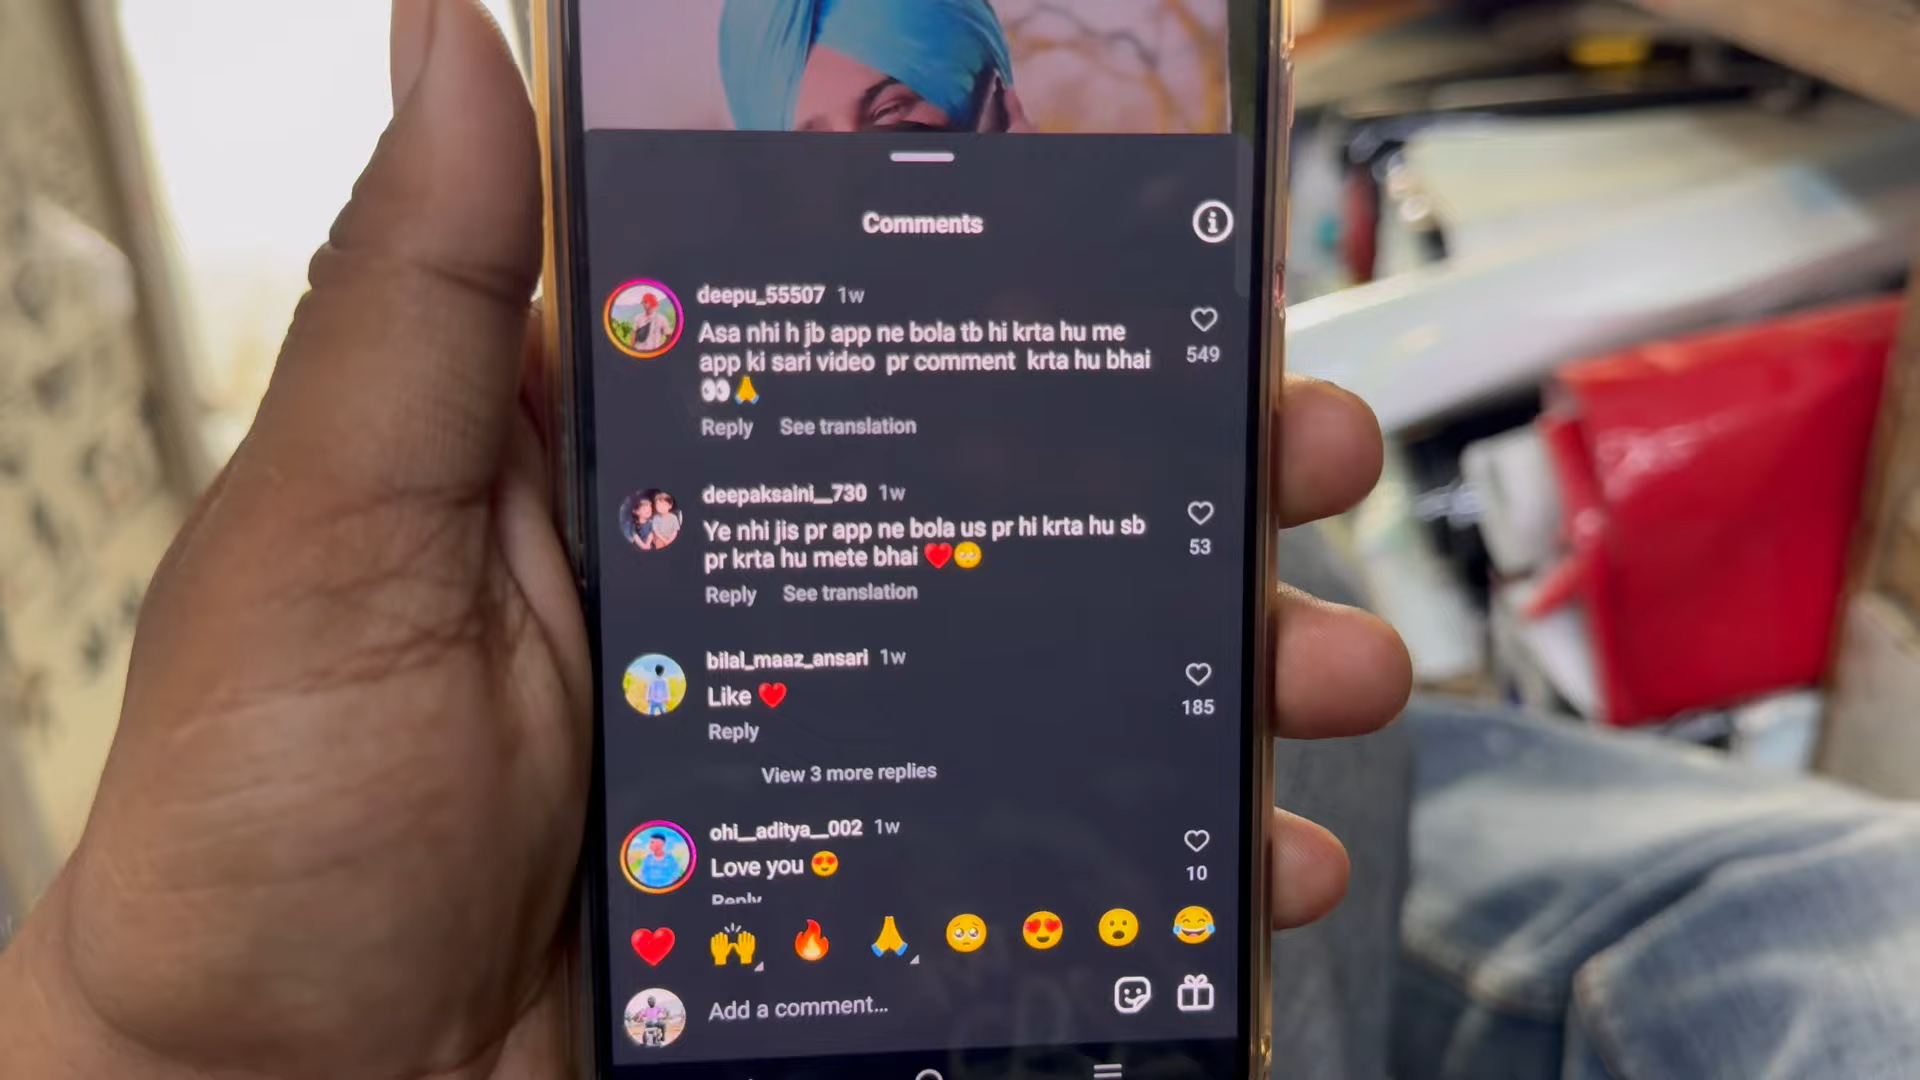 Comments
deepu_55507 1w
Asa nhi h jb app ne bola tb hi krta hu me
app ki sari video pr comment krta hu bhai
👀🙏
549
Reply See translation
deepaksaini__730 1w
Ye nhi jis pr app ne bola us pr hi krta hu sb
pr krta hu mete bhai ❤️🥺
53
Reply See translation
bilal_maaz_ansari 1w
Like ❤️
185
Reply
View 3 more replies
ohi__aditya__002 1w
Love you 😍
10
Reply
❤️🙌🔥🙏🥺😍😮😂
Add a comment...